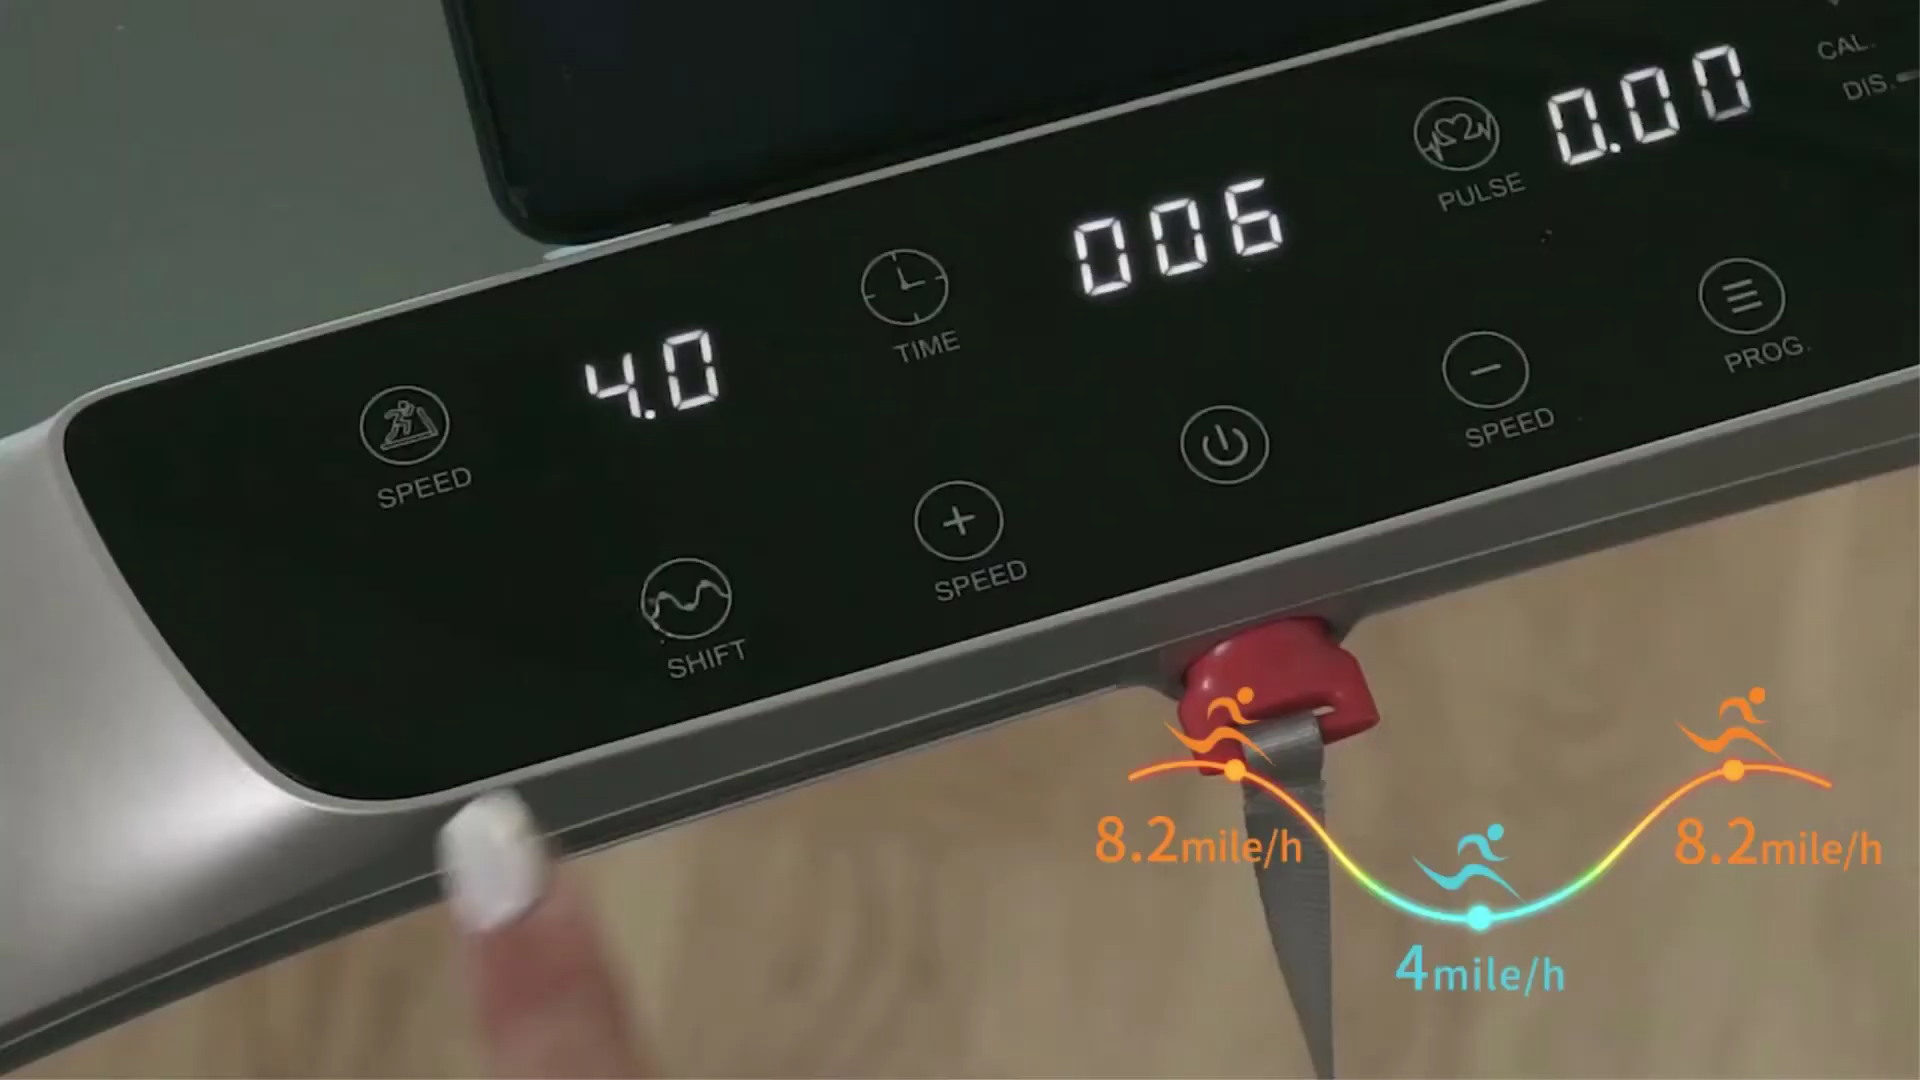 CAL.
DIS.
0.00
PULSE
006
TIME
4.0
SPEED
PROG.
SPEED
SPEED
SHIFT
8.2mile/h
8.2mile/h
4mile/h